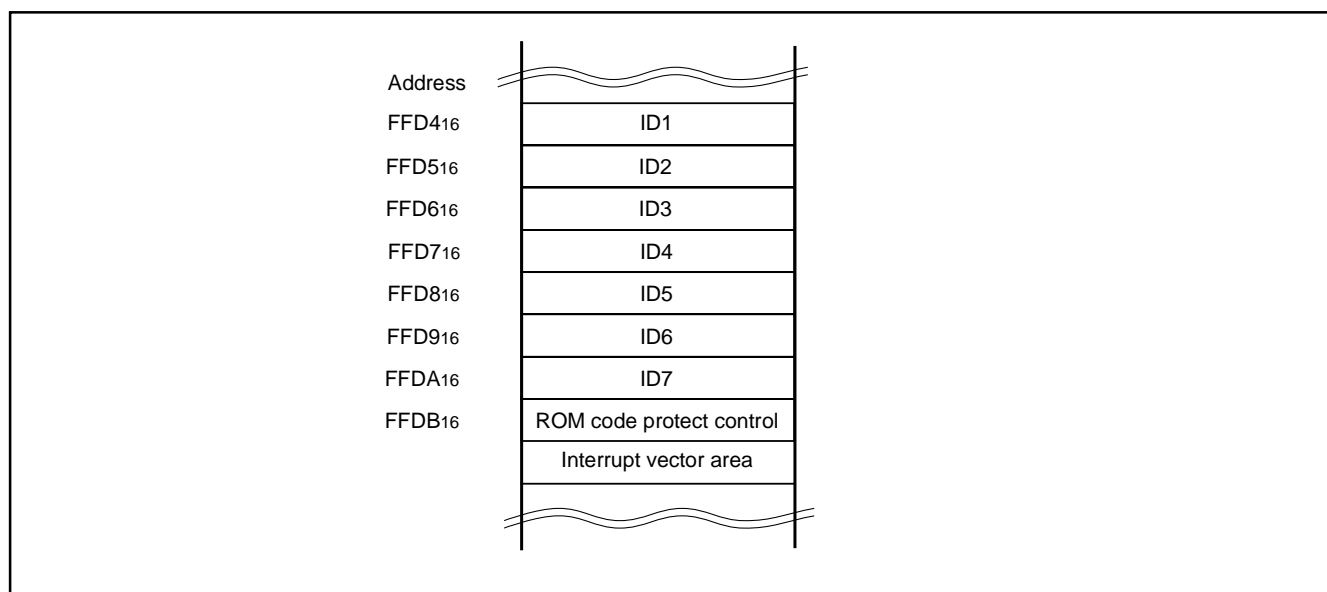 Address
FFD416 ID1
FFD516 ID2
FFD616 ID3
FFD716 ID4
FFD816 ID5
FFD916 ID6
FFDA16 ID7
FFDB16 ROM code protect control
Interrupt vector area